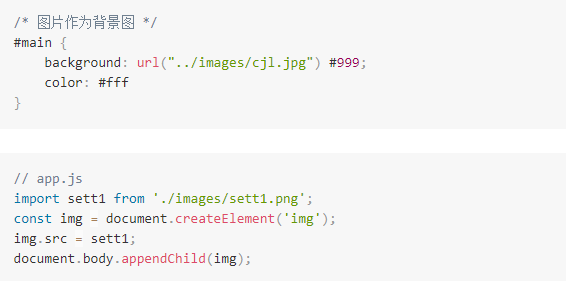 /* 图片作为背景图 */
#main {
    background: url("../images/cjl.jpg") #999;
    color: #fff
}
// app.js
import sett1 from './images/sett1.png';
const img = document.createElement('img');
img.src = sett1;
document.body.appendChild(img);